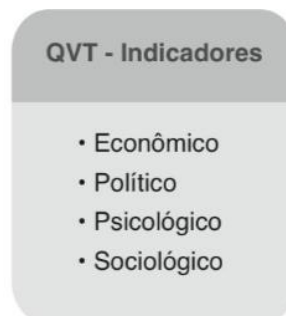 QVT - Indicadores
• Econômico
• Político
• Psicológico
• Sociológico